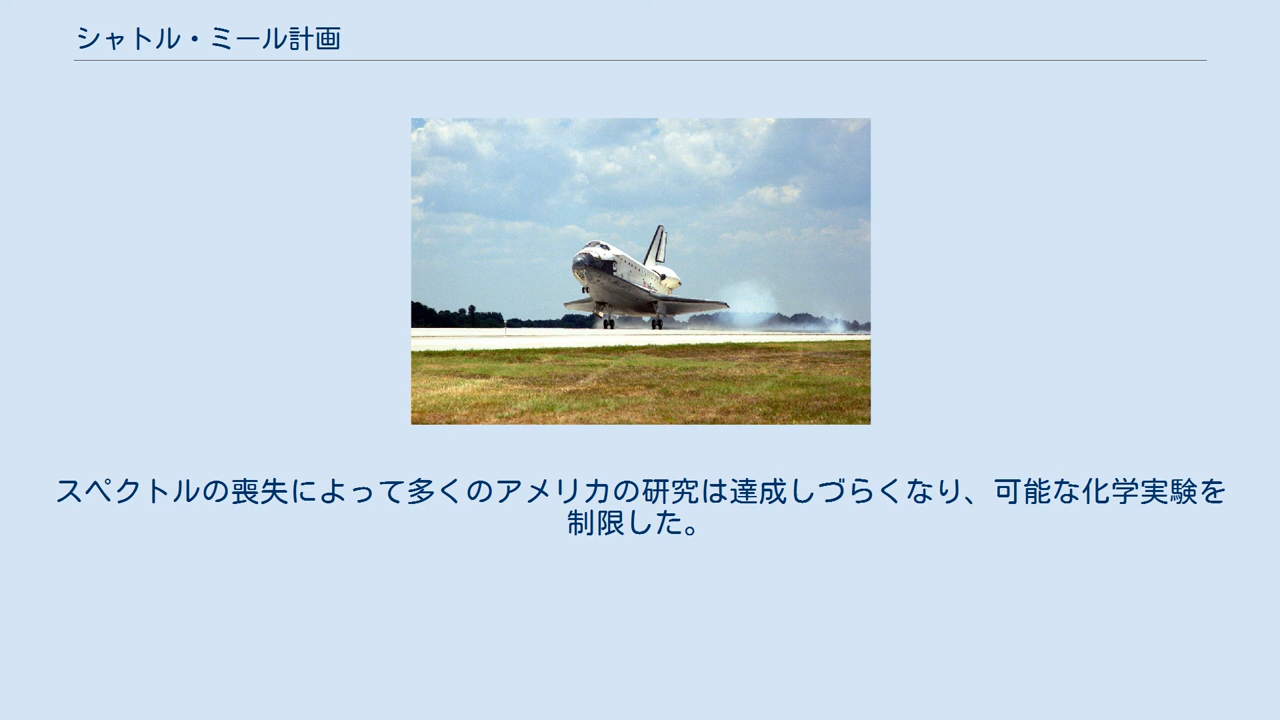 シャトル・ミール計画
スペクトルの喪失によって多くのアメリカの研究は達成しづらくなり、可能な化学実験を
制限した。